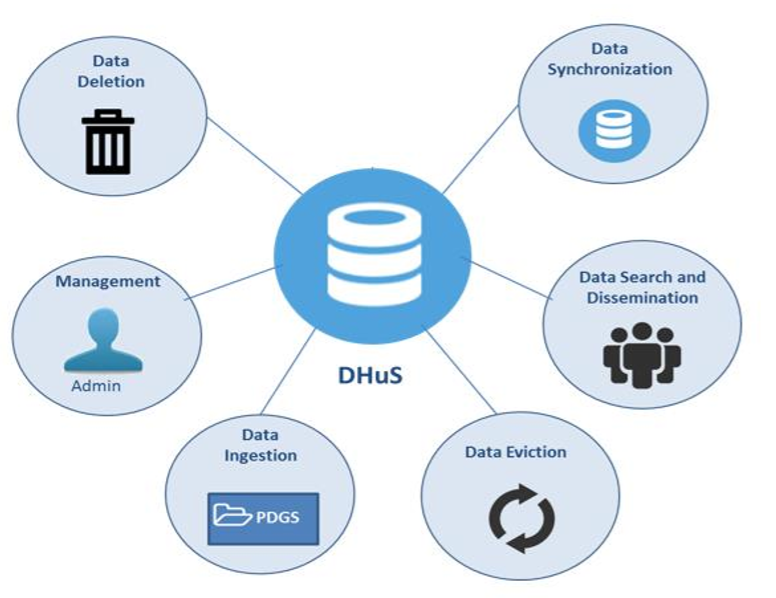 Data
Deletion
Data
Synchronization
Management
Admin
Data Search and
Dissemination
DHuS
Data
Ingestion
PDGS
Data Eviction